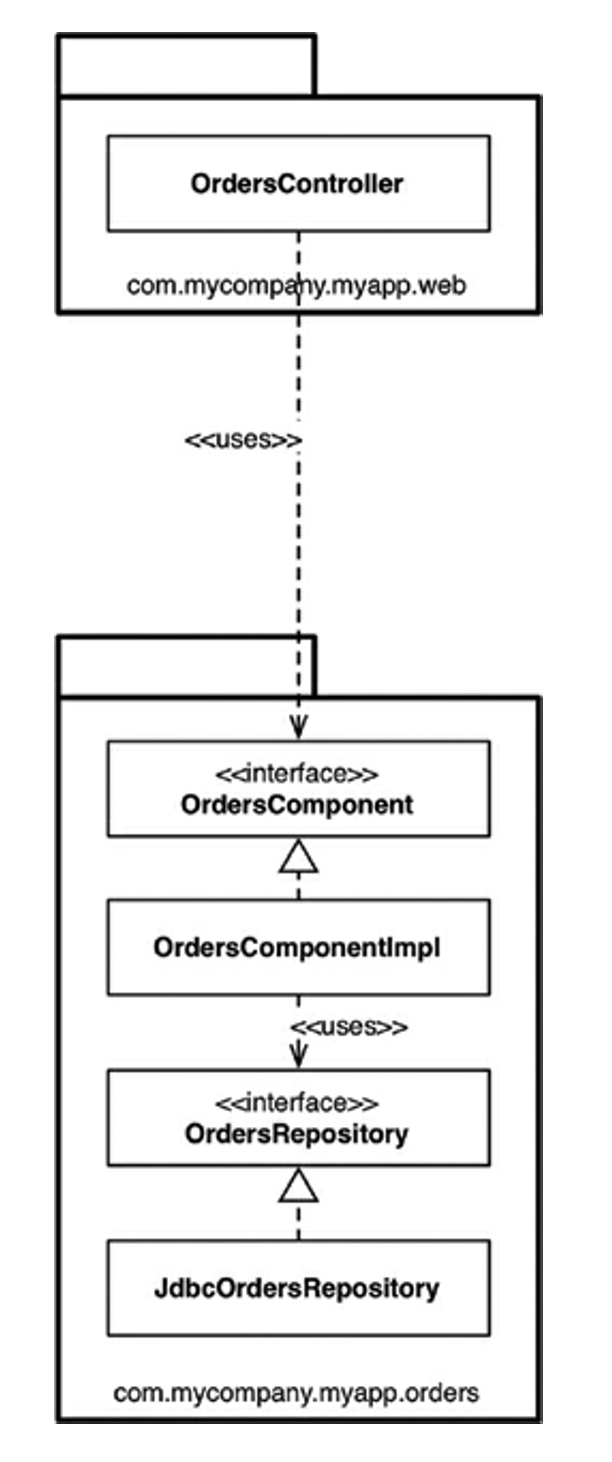 OrdersController
com.mycompany.myapp.web
<<uses>>
<<interface>>
OrdersComponent
OrdersComponentImpl
<<uses>>
<<interface>>
OrdersRepository
JdbcOrdersRepository
com.mycompany.myapp.orders